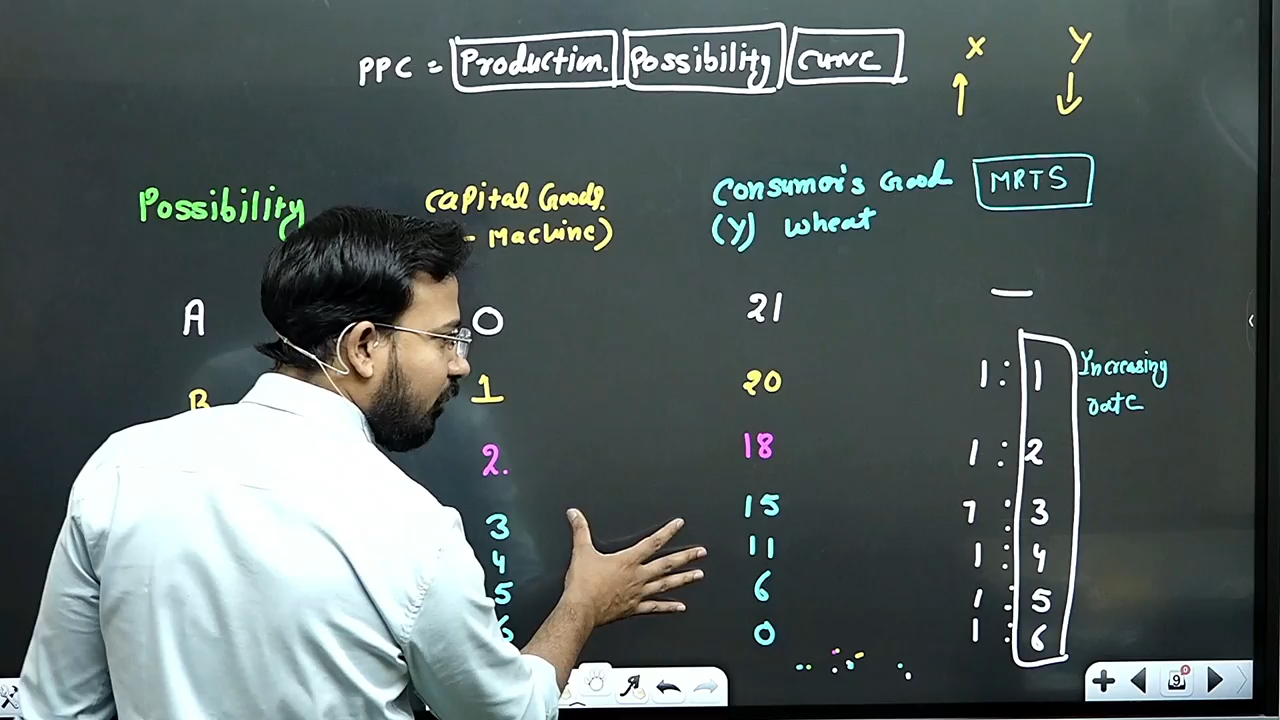 PPC = Production. Possibility Curve X Y
Possibility Capital Goods. Consumer's Good MRTS
- Machine) (Y) Wheat
A 0 21 —
B 1 20 1 : 1 Increasing rate
2. 18 1 : 2
3 15 1 : 3
4 11 1 : 4
5 6 1 : 5
6 0 1 : 6
9